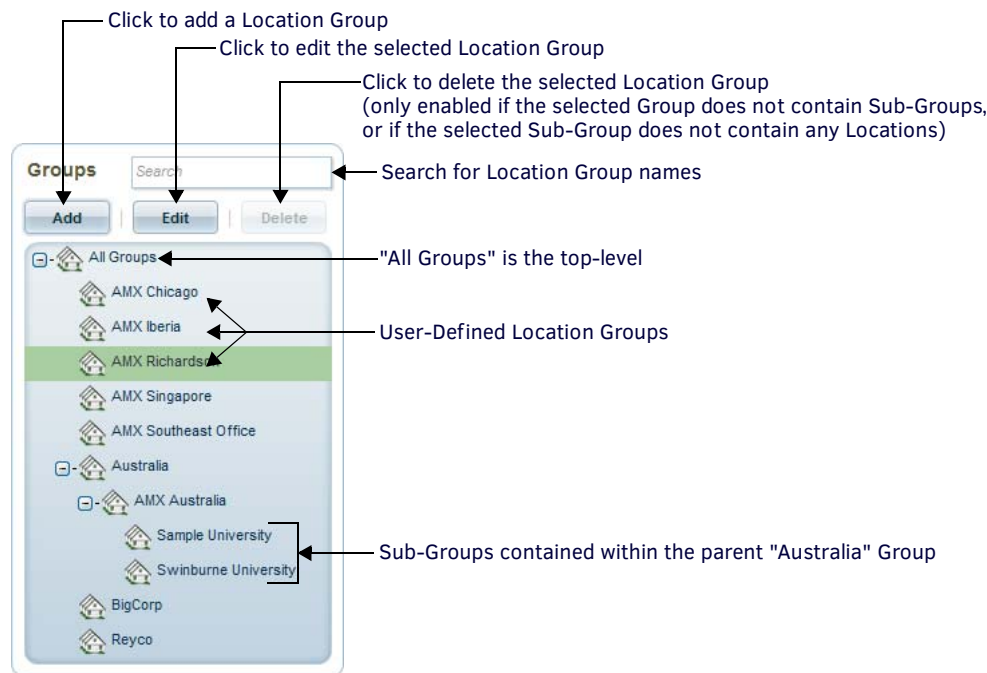 Click to add a Location Group
Click to edit the selected Location Group
Click to delete the selected Location Group
(only enabled if the selected Group does not contain Sub-Groups,
or if the selected Sub-Group does not contain any Locations)
Groups
Search
Search for Location Group names
Add
Edit
Delete
All Groups
"All Groups" is the top-level
AMX Chicago
AMX Iberia
User-Defined Location Groups
AMX Richardson
AMX Singapore
AMX Southeast Office
Australia
AMX Australia
Sample University
Sub-Groups contained within the parent "Australia" Group
Swinburne University
BigCorp
Reyco